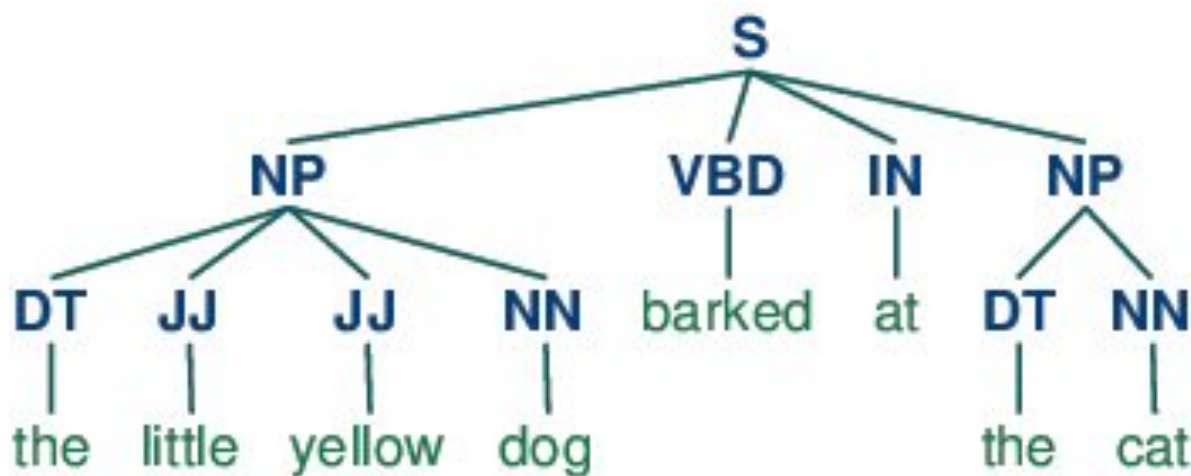 S
NP VBD IN NP
DT JJ JJ NN barked at DT NN
the little yellow dog the cat